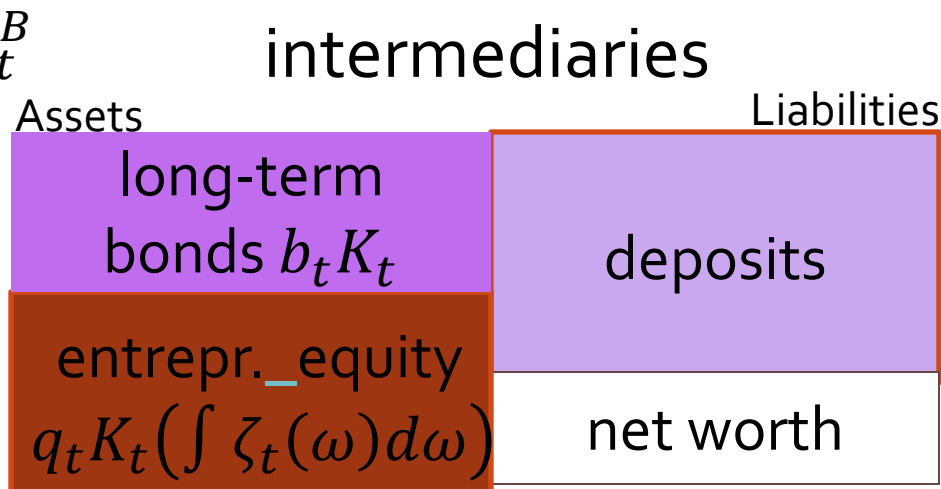 B
t
intermediaries
Assets
Liabilities
long-term
bonds b_t K_t
deposits
entrepr._equity
q_t K_t (∫ ζ_t(ω)dω)
net worth